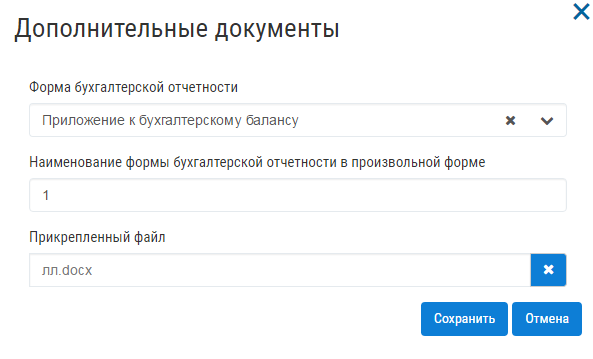 Дополнительные документы
Форма бухгалтерской отчетности
Приложение к бухгалтерскому балансу
Наименование формы бухгалтерской отчетности в произвольной форме
1
Прикрепленный файл
лл.docx
Сохранить Отмена